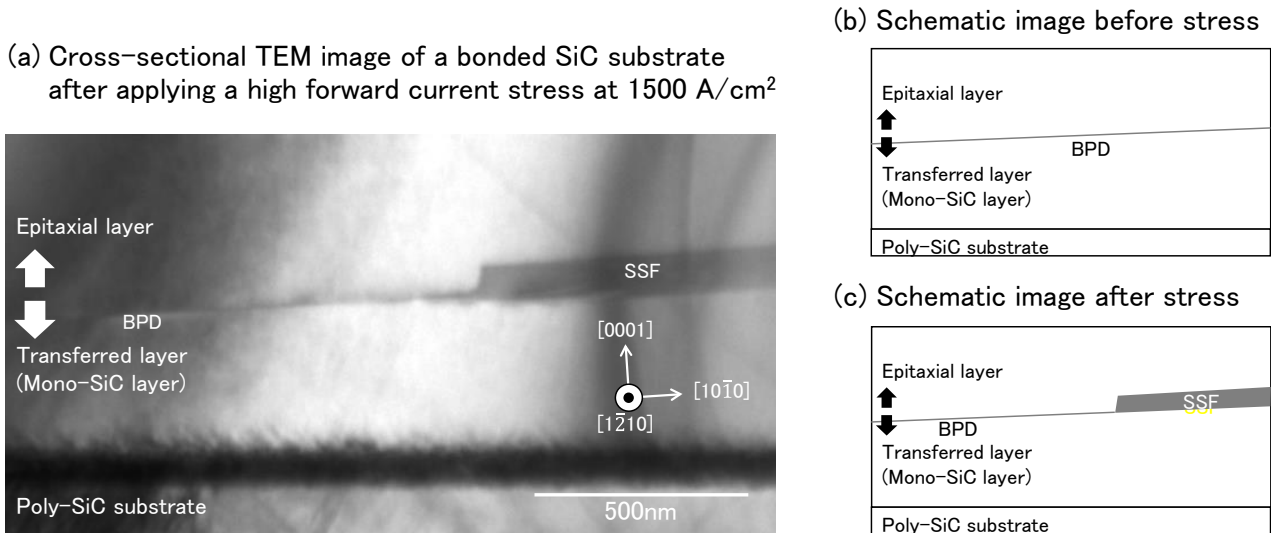 (a) Cross-sectional TEM image of a bonded SiC substrate
after applying a high forward current stress at 1500 A/cm²
Epitaxial layer
SSF
BPD
Transferred layer
(Mono-SiC layer)
[0001]
[101̄0]
[12̄10]
Poly-SiC substrate
500nm
(b) Schematic image before stress
Epitaxial layer
BPD
Transferred layer
(Mono-SiC layer)
Poly-SiC substrate
(c) Schematic image after stress
Epitaxial layer
SSF
BPD
Transferred layer
(Mono-SiC layer)
Poly-SiC substrate